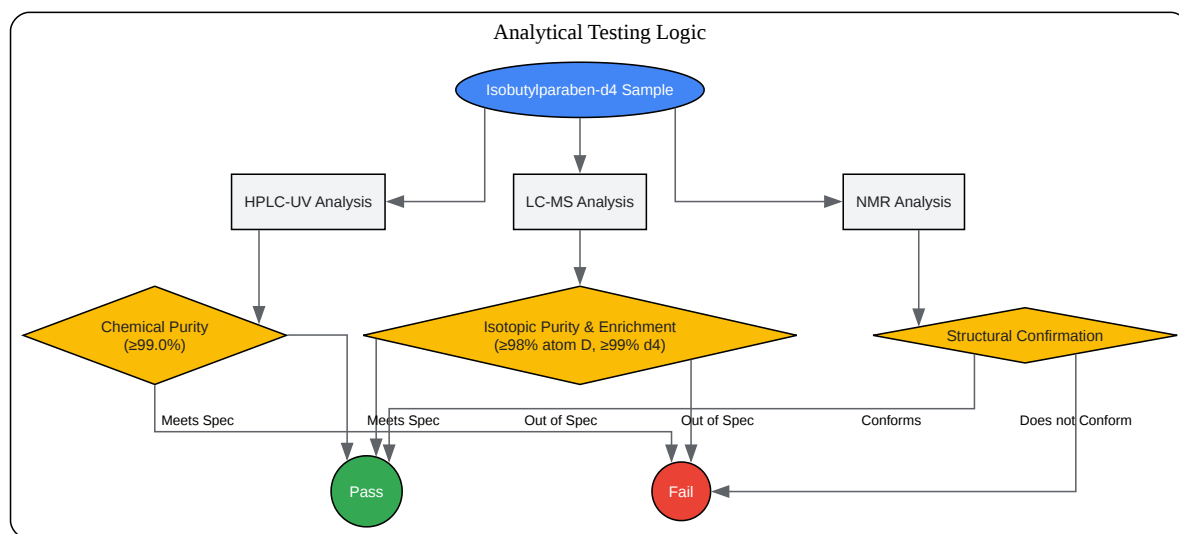 Analytical Testing Logic
Isobutylparaben-d4 Sample
HPLC-UV Analysis
LC-MS Analysis
NMR Analysis
Chemical Purity
(≥99.0%)
Isotopic Purity & Enrichment
(≥98% atom D, ≥99% d4)
Structural Confirmation
Meets Spec
Meets Spec
Out of Spec
Out of Spec
Conforms
Does not Conform
Pass
Fail